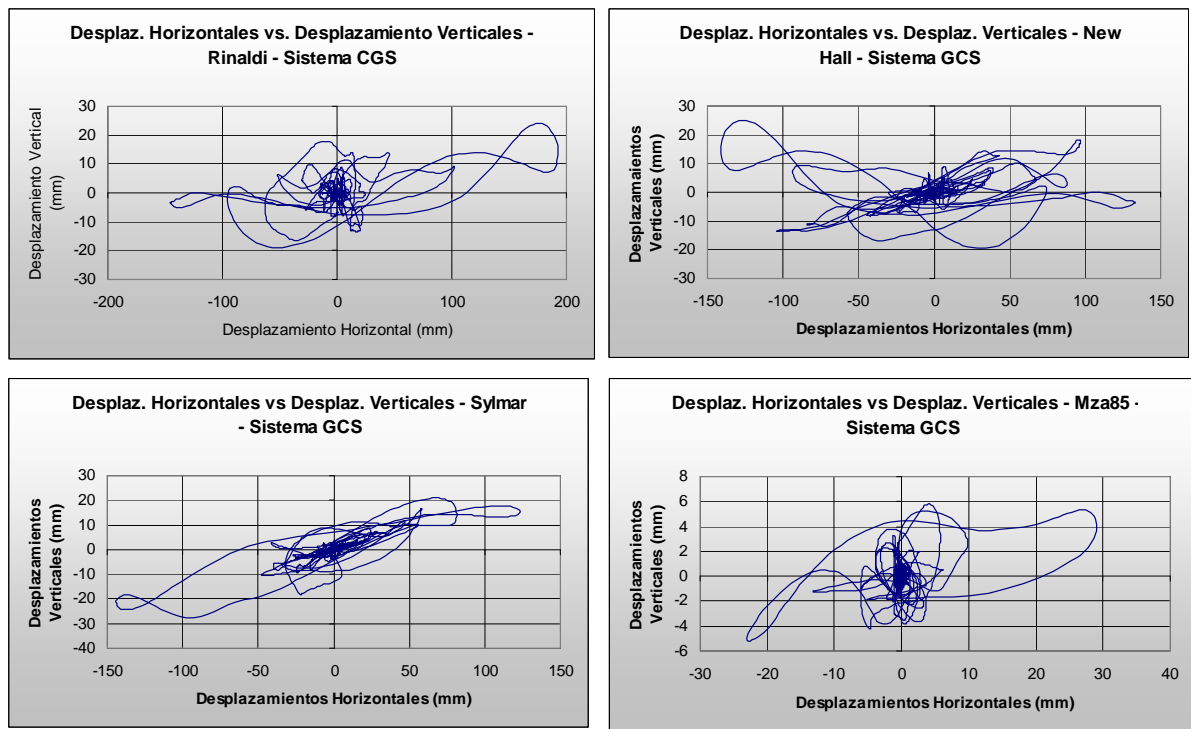 Desplaz. Horizontales vs. Desplazamiento Verticales -
Rinaldi - Sistema CGS
Desplazamiento Vertical
(mm)
30
20
10
0
-10
-20
-30
-200
-100
0
100
200
Desplazamiento Horizontal (mm)
Desplaz. Horizontales vs. Desplaz. Verticales - New
Hall - Sistema GCS
Desplazamaientos
Verticales (mm)
30
20
10
0
-10
-20
-30
-150
-100
-50
0
50
100
150
Desplazamientos Horizontales (mm)
Desplaz. Horizontales vs Desplaz. Verticales - Sylmar
- Sistema GCS
Desplazamientos
Verticales (mm)
30
20
10
0
-10
-20
-30
-40
-150
-100
-50
0
50
100
150
Desplazamientos Horizontales (mm)
Desplaz. Horizontales vs Desplaz. Verticales - Mza85 -
Sistema GCS
Desplazamientos
Verticales (mm)
8
6
4
2
0
-2
-4
-6
-30
-20
-10
0
10
20
30
40
Desplazamientos Horizontales (mm)